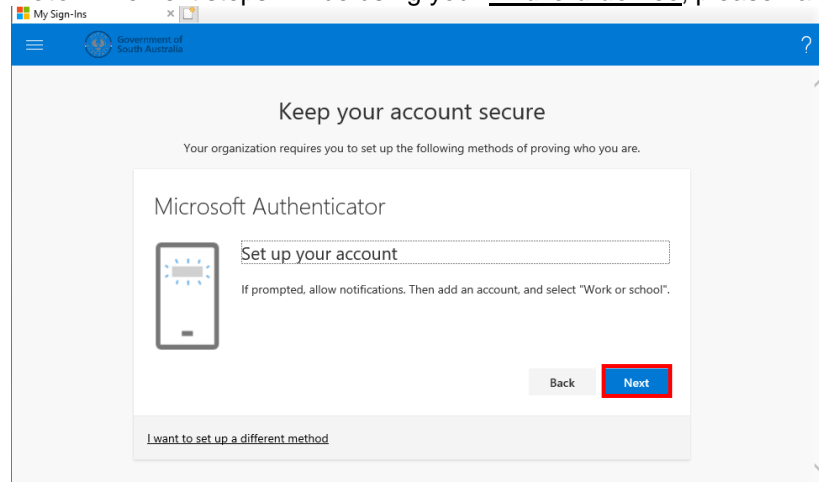 My Sign-Ins
Government of
South Australia
?
Keep your account secure
Your organization requires you to set up the following methods of proving who you are.
Microsoft Authenticator
Set up your account
If prompted, allow notifications. Then add an account, and select "Work or school".
Back Next
I want to set up a different method